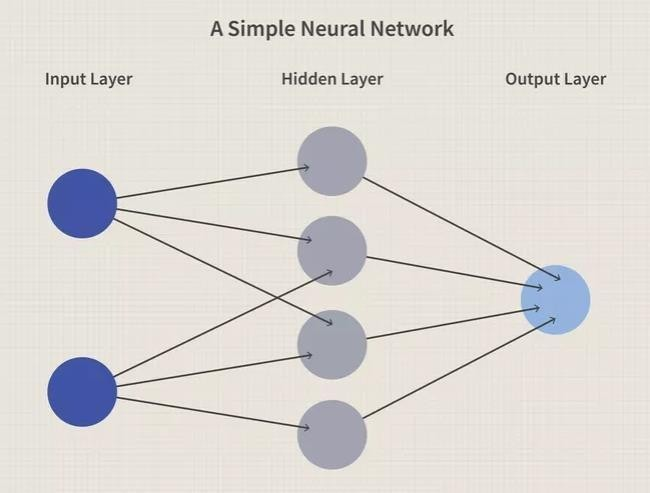 A Simple Neural Network
Input Layer
Hidden Layer
Output Layer